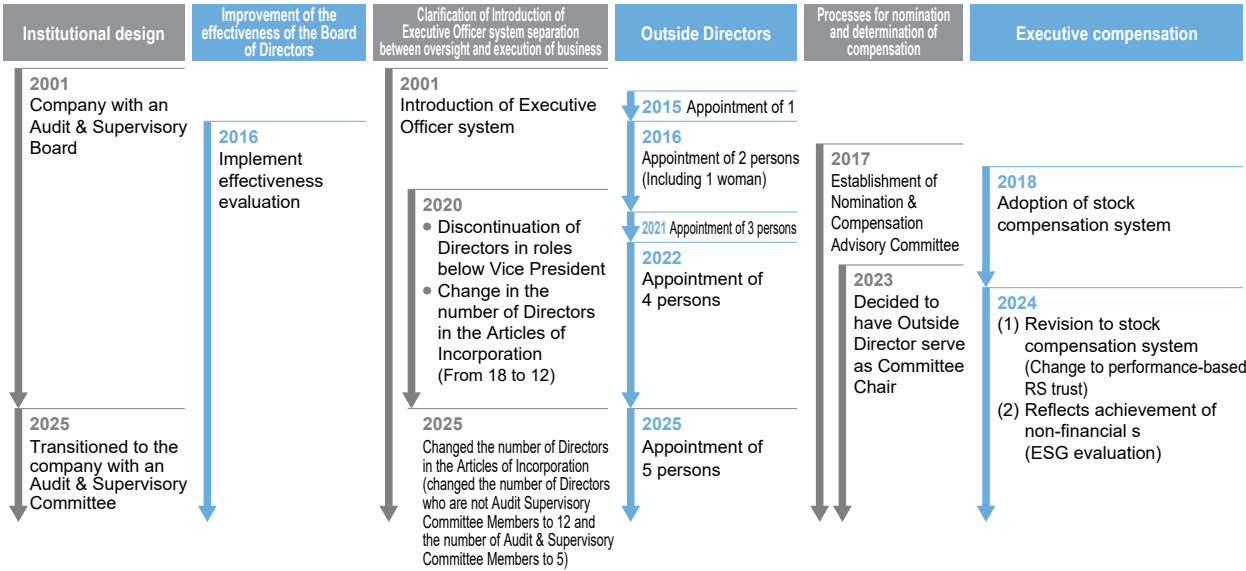 Institutional design
Improvement of the
effectiveness of the Board
of Directors
Clarification of Introduction of
Executive Officer system separation
between oversight and execution of business
Outside Directors
Processes for nomination
and determination of
compensation
Executive compensation
2001
Company with an
Audit & Supervisory
Board
2025
Transitioned to the
company with an
Audit & Supervisory
Committee
2016
Implement
effectiveness
evaluation
2001
Introduction of Executive
Officer system
2020
● Discontinuation of
Directors in roles
below Vice President
● Change in the
number of Directors
in the Articles of
Incorporation
(From 18 to 12)
2025
Changed the number of Directors
in the Articles of Incorporation
(changed the number of Directors
who are not Audit Supervisory
Committee Members to 12 and
the number of Audit & Supervisory
Committee Members to 5)
2015 Appointment of 1
2016
Appointment of 2 persons
(Including 1 woman)
2021 Appointment of 3 persons
2022
Appointment of
4 persons
2025
Appointment of
5 persons
2017
Establishment of
Nomination &
Compensation
Advisory Committee
2023
Decided to
have Outside
Director serve
as Committee
Chair
2018
Adoption of stock
compensation system
2024
(1) Revision to stock
compensation system
(Change to performance-based
RS trust)
(2) Reflects achievement of
non-financial s
(ESG evaluation)